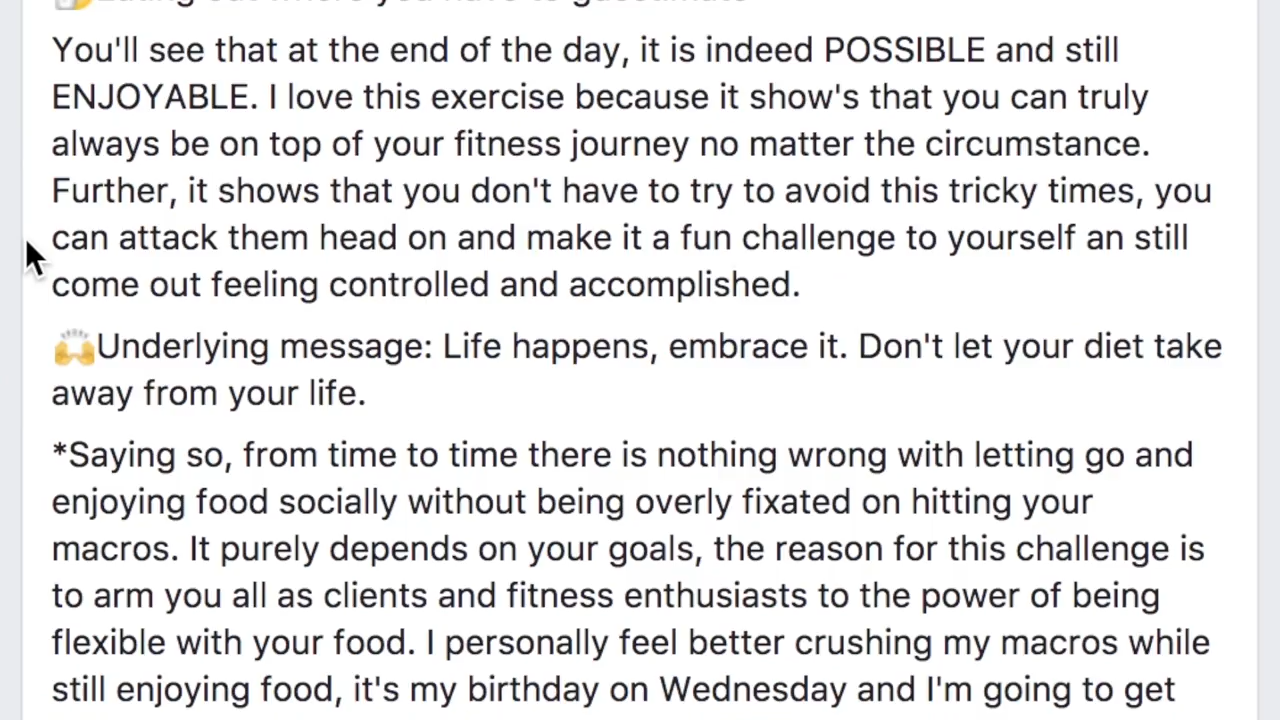 You'll see that at the end of the day, it is indeed POSSIBLE and still
ENJOYABLE. I love this exercise because it show's that you can truly
always be on top of your fitness journey no matter the circumstance.
Further, it shows that you don't have to try to avoid this tricky times, you
can attack them head on and make it a fun challenge to yourself an still
come out feeling controlled and accomplished.
🙌Underlying message: Life happens, embrace it. Don't let your diet take
away from your life.
*Saying so, from time to time there is nothing wrong with letting go and
enjoying food socially without being overly fixated on hitting your
macros. It purely depends on your goals, the reason for this challenge is
to arm you all as clients and fitness enthusiasts to the power of being
flexible with your food. I personally feel better crushing my macros while
still enjoying food, it's my birthday on Wednesday and I'm going to get